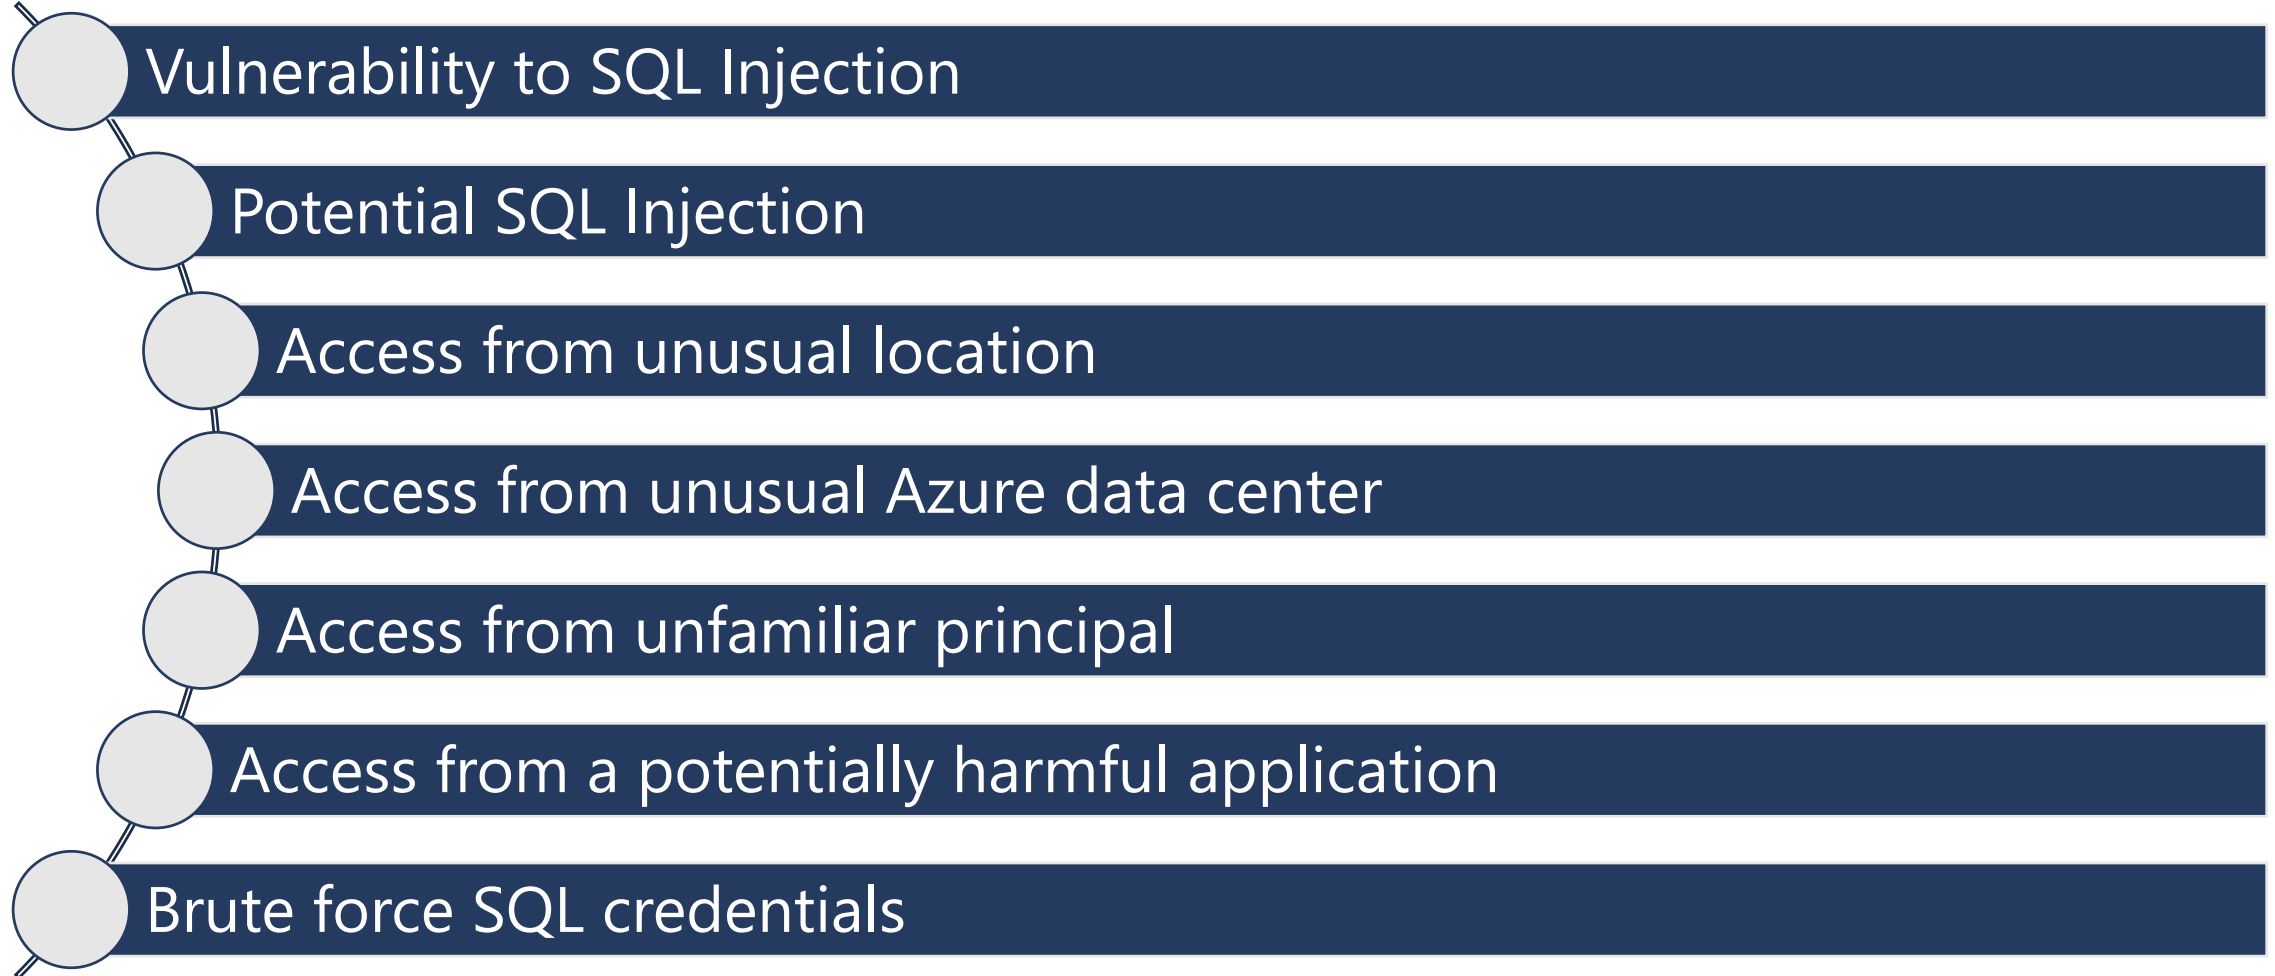 Vulnerability to SQL Injection
Potential SQL Injection
Access from unusual location
Access from unusual Azure data center
Access from unfamiliar principal
Access from a potentially harmful application
Brute force SQL credentials